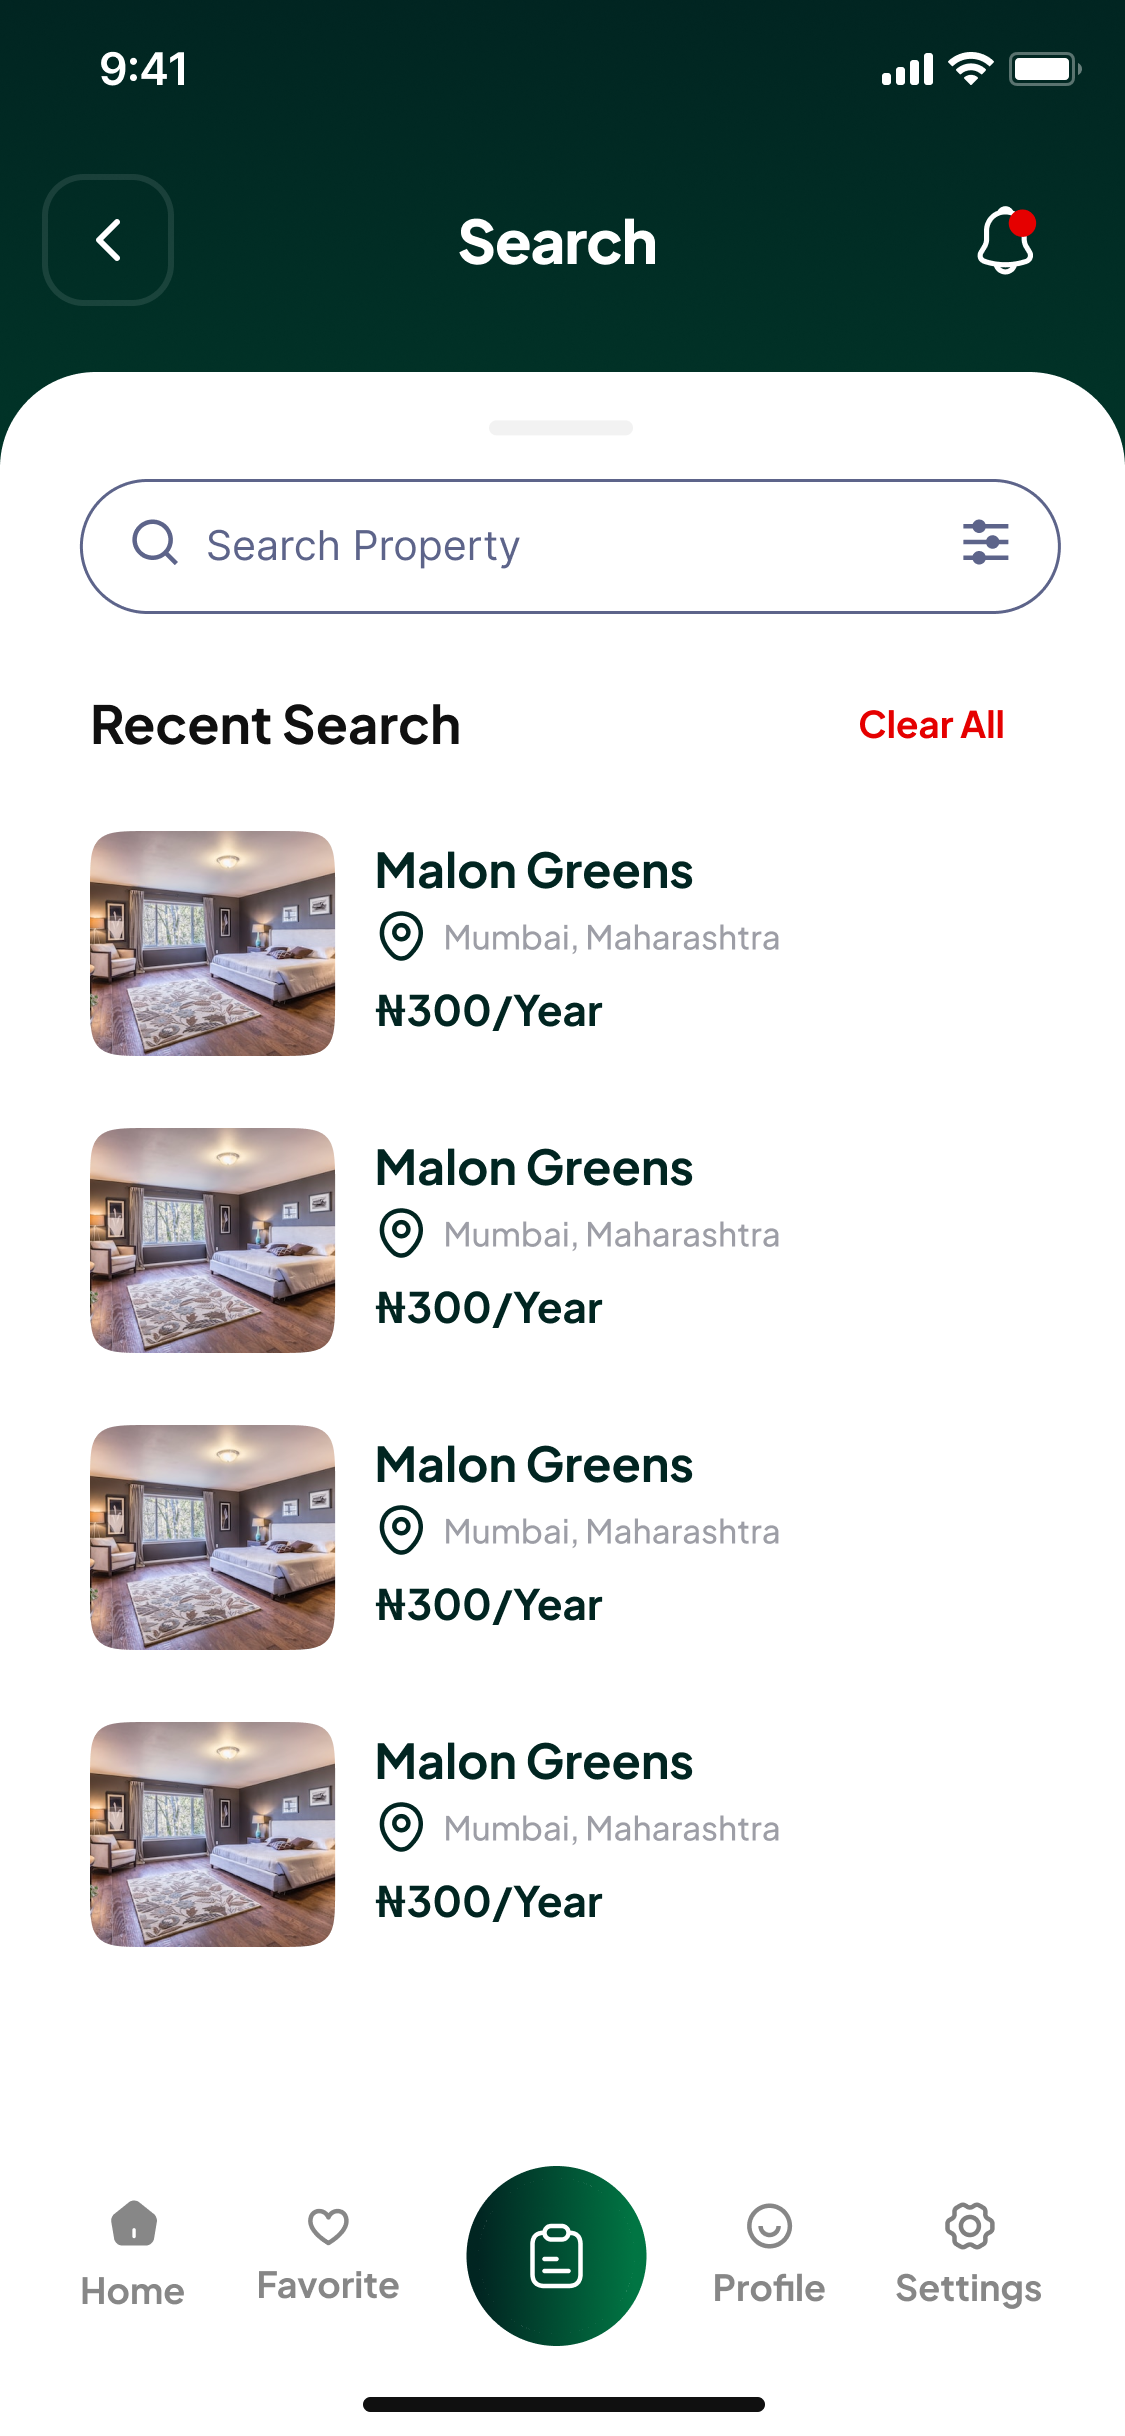 9:41
Search
Search Property
Recent Search
Clear All
Malon Greens
Mumbai, Maharashtra
₦300/Year
Malon Greens
Mumbai, Maharashtra
₦300/Year
Malon Greens
Mumbai, Maharashtra
₦300/Year
Malon Greens
Mumbai, Maharashtra
₦300/Year
Home
Favorite
Profile
Settings